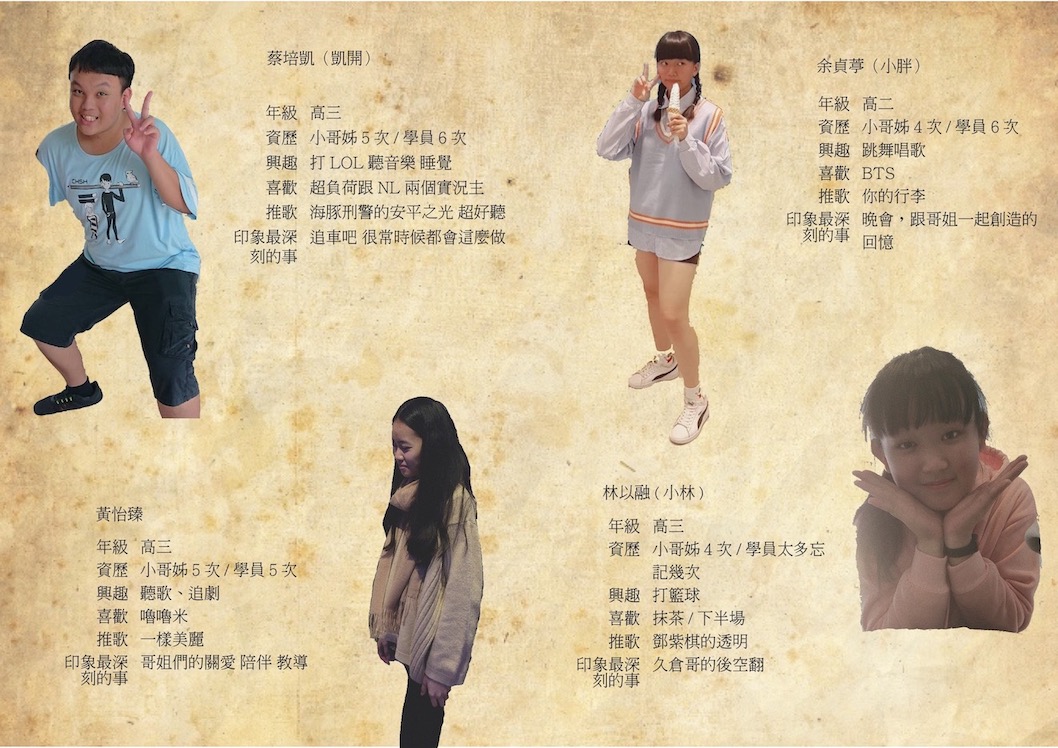 蔡培凱（凱開）
年級 高三
資歷 小哥姊 5 次 / 學員 6 次
興趣 打 LOL 聽音樂 睡覺
喜歡 超負荷跟 NL 兩個實況主
推歌 海豚刑警的安平之光 超好聽
印象最深 追車吧 很常時候都會這麼做
刻的事
余貞葶（小胖）
年級 高二
資歷 小哥姊 4 次 / 學員 6 次
興趣 跳舞唱歌
喜歡 BTS
推歌 你的行李
印象最深 晚會，跟哥姐一起創造的
刻的事 回憶
黃怡臻
年級 高三
資歷 小哥姊 5 次 / 學員 5 次
興趣 聽歌、追劇
喜歡 嚕嚕米
推歌 一樣美麗
印象最深 哥姐們的關愛 陪伴 教導
刻的事
林以融 ( 小林 )
年級 高三
資歷 小哥姊 4 次 / 學員太多忘
記幾次
興趣 打籃球
喜歡 抹茶 / 下半場
推歌 鄧紫棋的透明
印象最深 久倉哥的後空翻
刻的事
CHSH